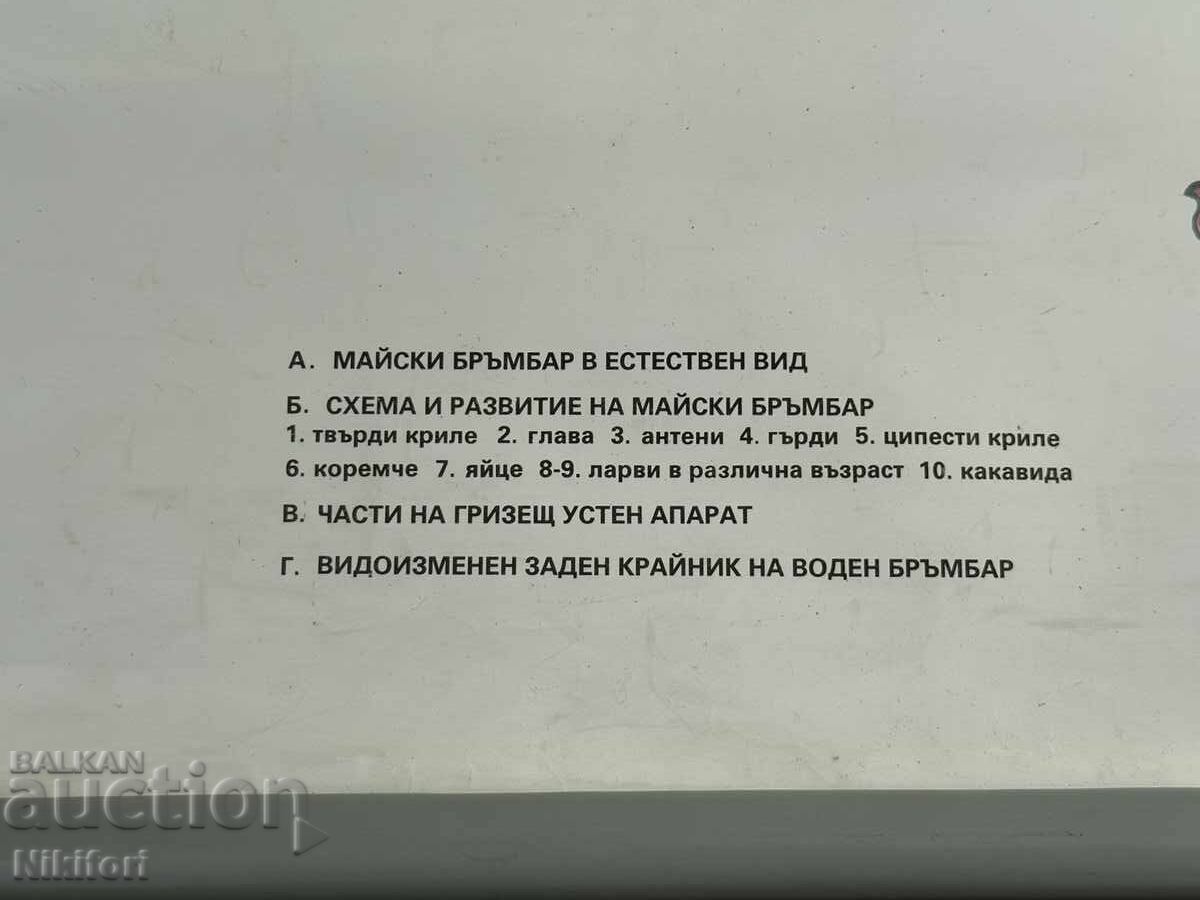 А. МАЙСКИ БРЪМБАР В ЕСТЕСТВЕН ВИД
Б. СХЕМА И РАЗВИТИЕ НА МАЙСКИ БРЪМБАР
1. твърди криле 2. глава 3. антени 4. гърди 5. ципести криле
6. коремче 7. яйце 8-9. ларви в различна възраст 10. какавида
В. ЧАСТИ НА ГРИЗЕЩ УСТЕН АПАРАТ
Г. ВИДОИЗМЕНЕН ЗАДЕН КРАЙНИК НА ВОДЕН БРЪМБАР
BALKAN
auction
Nikifori